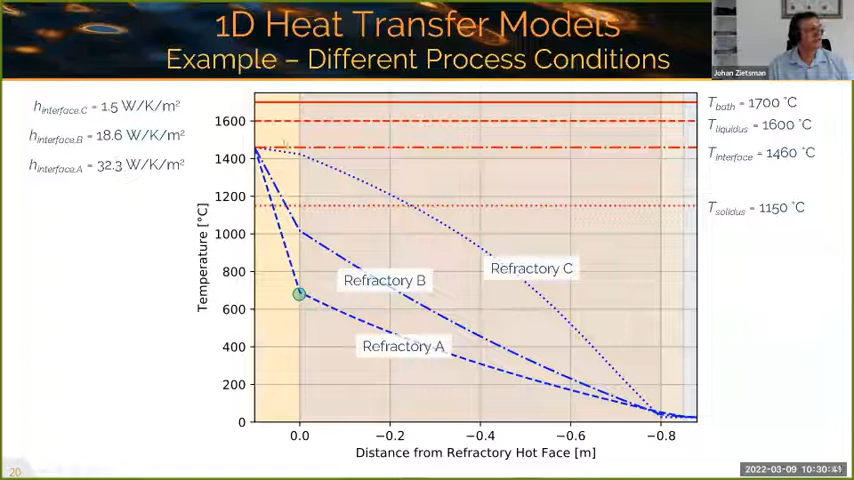 1D Heat Transfer Models
Example – Different Process Conditions
Johan Zietsman
h_interface.C = 1.5 W/K/m²
h_interface.B = 18.6 W/K/m²
h_interface.A = 32.3 W/K/m²
T_bath = 1700 °C
T_liquidus = 1600 °C
T_interface = 1460 °C
T_solidus = 1150 °C
Temperature [°C]
1600
1400
1200
1000
800
600
400
200
0
Refractory C
Refractory B
Refractory A
0.0 −0.2 −0.4 −0.6 −0.8
Distance from Refractory Hot Face [m]
20
2022-03-09 10:30:41